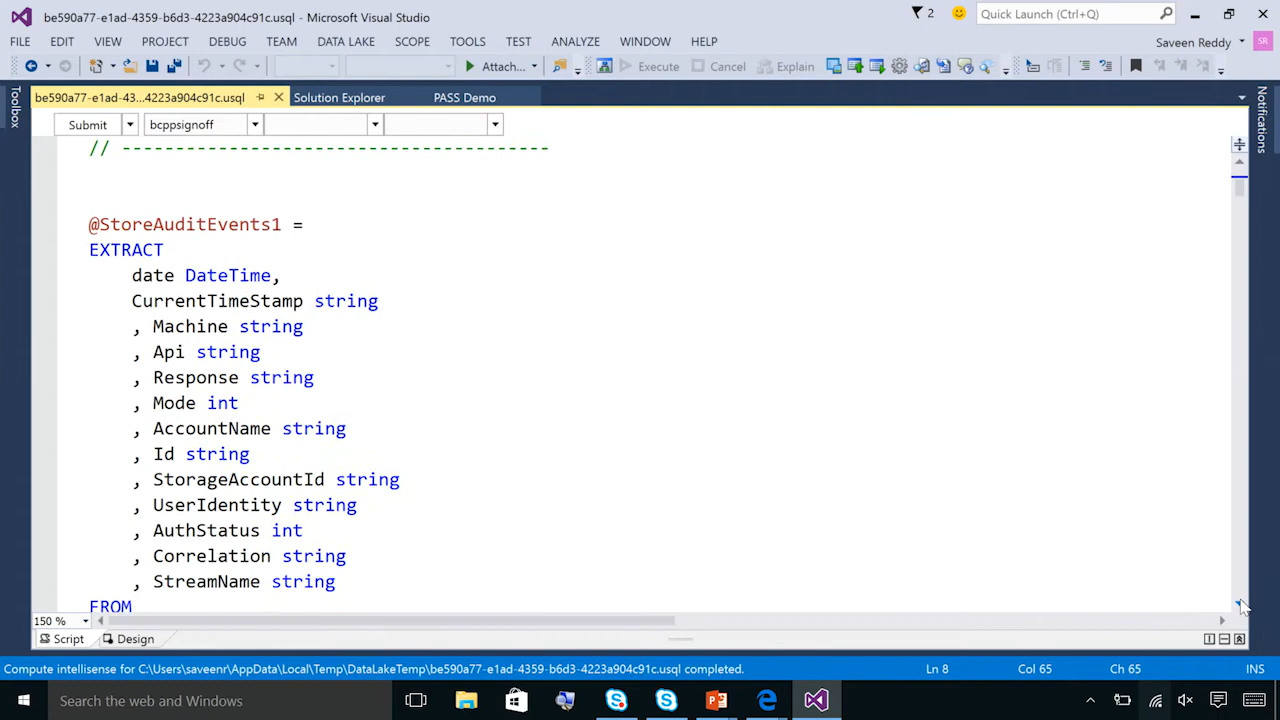 be590a77-e1ad-4359-b6d3-4223a904c91c.usql - Microsoft Visual Studio
2
Quick Launch (Ctrl+Q)
FILE EDIT VIEW PROJECT DEBUG TEAM DATA LAKE SCOPE TOOLS TEST ANALYZE WINDOW HELP
Saveen Reddy
SR
Attach...
Execute
Cancel
Explain
Toolbox
be590a77-e1ad-43...4223a904c91c.usql
Solution Explorer
PASS Demo
Notifications
Submit
bcppsignoff
// ----------------------------------------
@StoreAuditEvents1 =
EXTRACT
date DateTime,
CurrentTimeStamp string
, Machine string
, Api string
, Response string
, Mode int
, AccountName string
, Id string
, StorageAccountId string
, UserIdentity string
, AuthStatus int
, Correlation string
, StreamName string
FROM
150 %
Script
Design
Compute intellisense for C:\Users\saveenr\AppData\Local\Temp\DataLakeTemp\be590a77-e1ad-4359-b6d3-4223a904c91c.usql completed.
Ln 8
Col 65
Ch 65
INS
Search the web and Windows